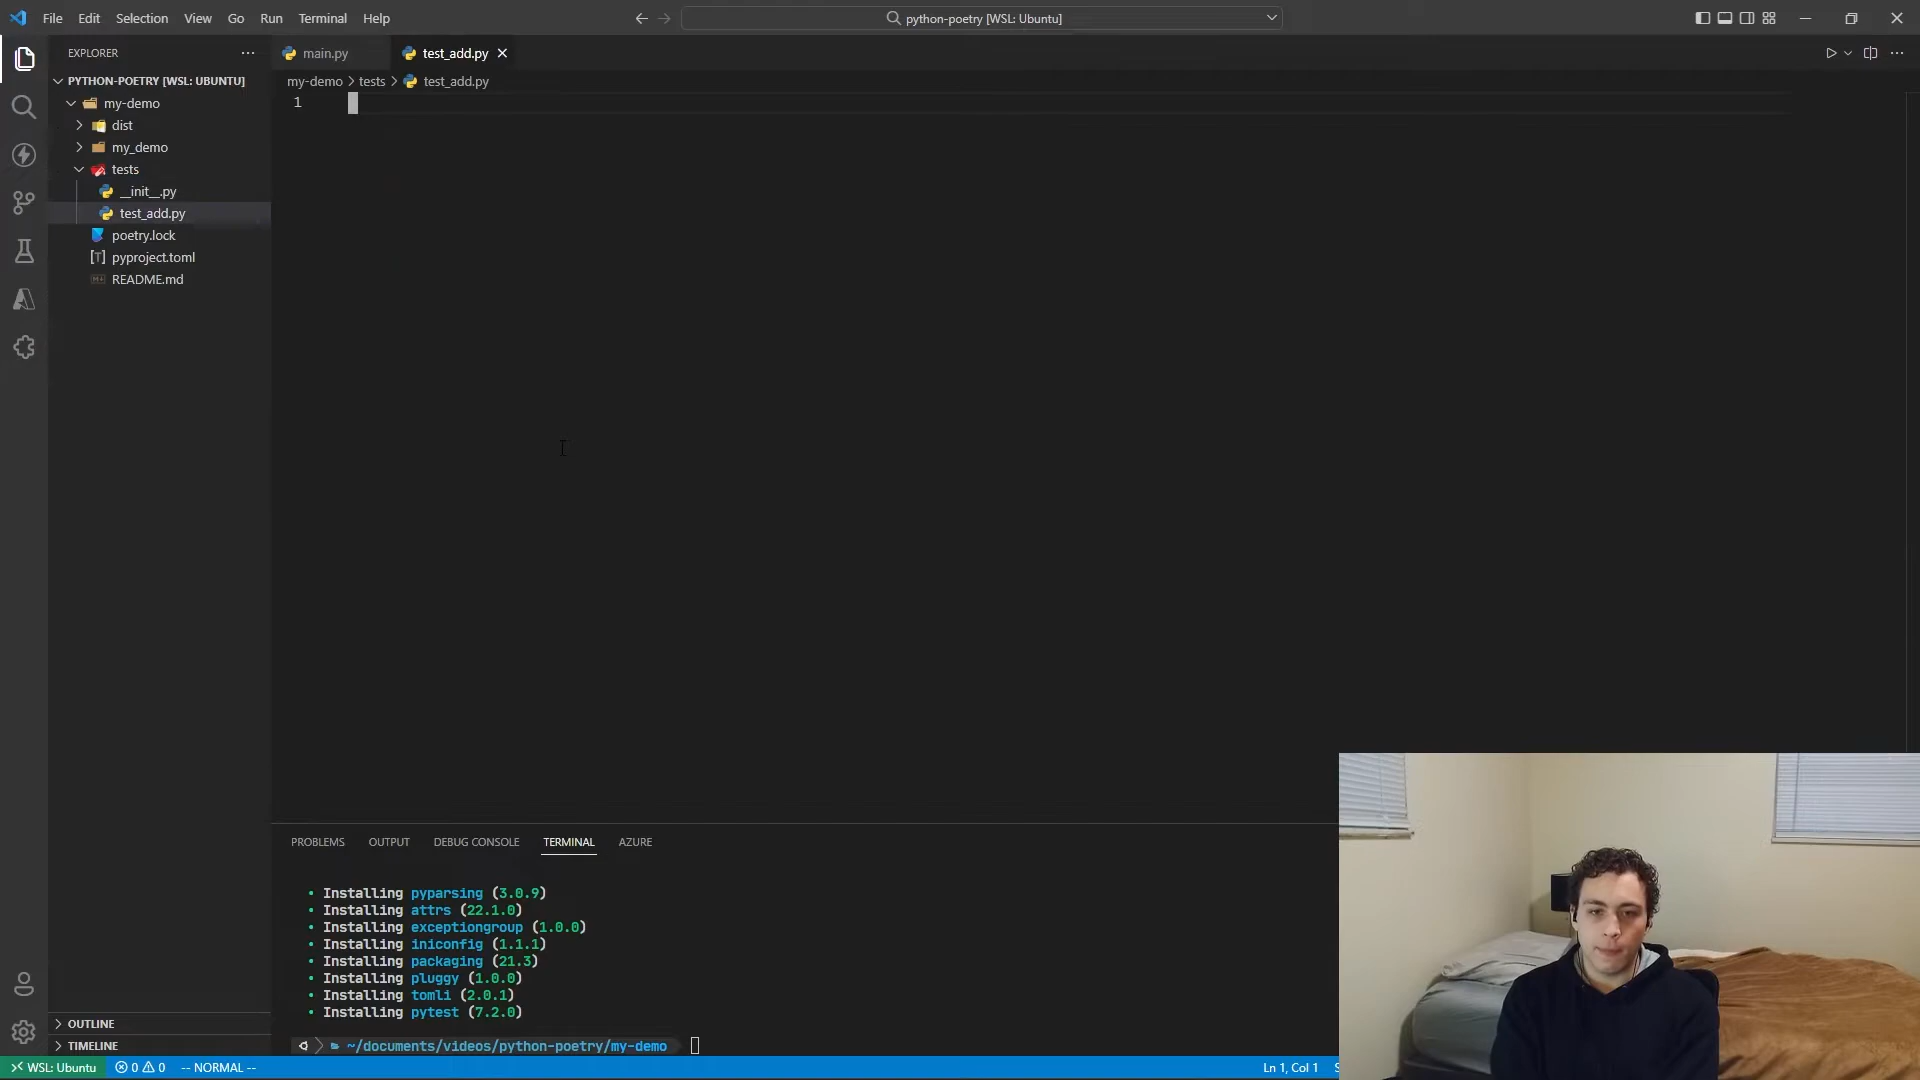 File Edit Selection View Go Run Terminal Help
python-poetry [WSL: Ubuntu]
EXPLORER
main.py
test_add.py
PYTHON-POETRY [WSL: UBUNTU]
my-demo > tests > test_add.py
my-demo
1
dist
my_demo
tests
__init__.py
test_add.py
poetry.lock
pyproject.toml
README.md
PROBLEMS OUTPUT DEBUG CONSOLE TERMINAL AZURE
• Installing pyparsing (3.0.9)
• Installing attrs (22.1.0)
• Installing exceptiongroup (1.0.0)
• Installing iniconfig (1.1.1)
• Installing packaging (21.3)
• Installing pluggy (1.0.0)
• Installing tomli (2.0.1)
• Installing pytest (7.2.0)
~/documents/videos/python-poetry/my-demo
OUTLINE
TIMELINE
WSL: Ubuntu 0 0 -- NORMAL -- Ln 1, Col 1